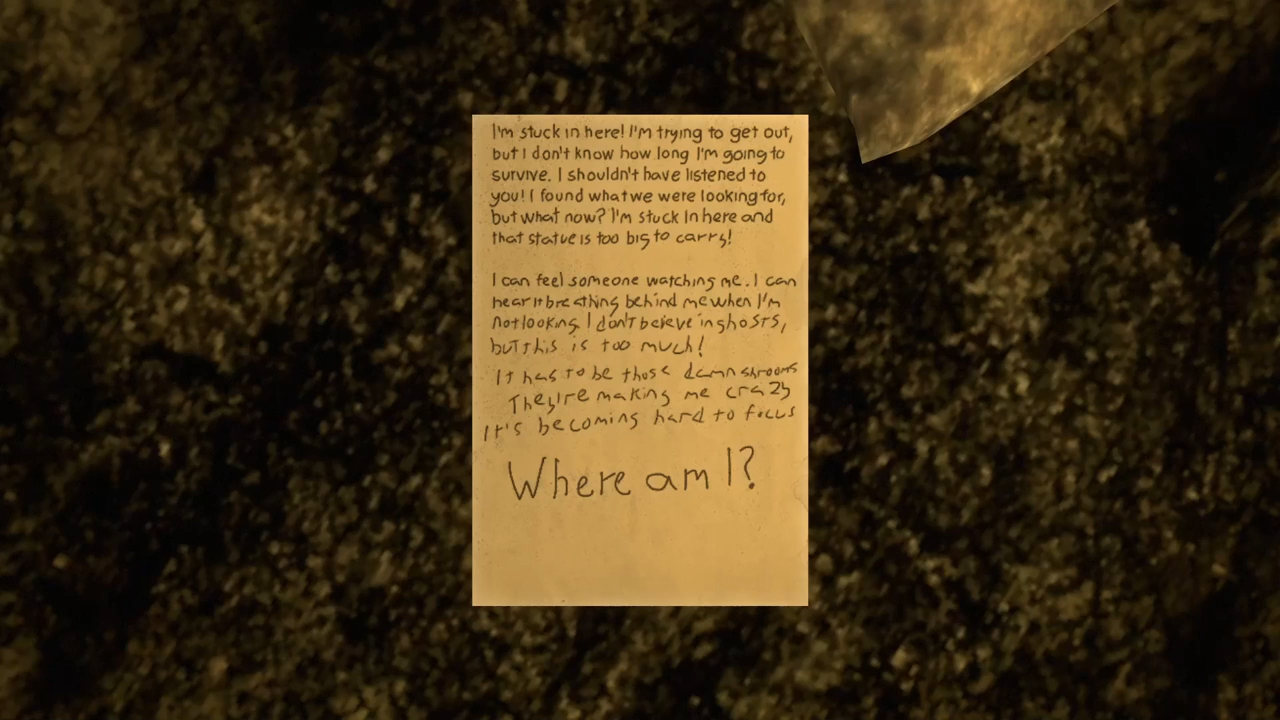 I'm stuck in here! I'm trying to get out,
but I don't know how long I'm going to
survive. I shouldn't have listened to
you! I found what we were looking for,
but what now? I'm stuck in here and
that statue is too big to carry!
I can feel someone watching me. I can
hear it breathing behind me when I'm
not looking. I don't believe in ghosts,
but this is too much!
It has to be those damn shrooms
They're making me crazy
It's becoming hard to focus
Where am I?